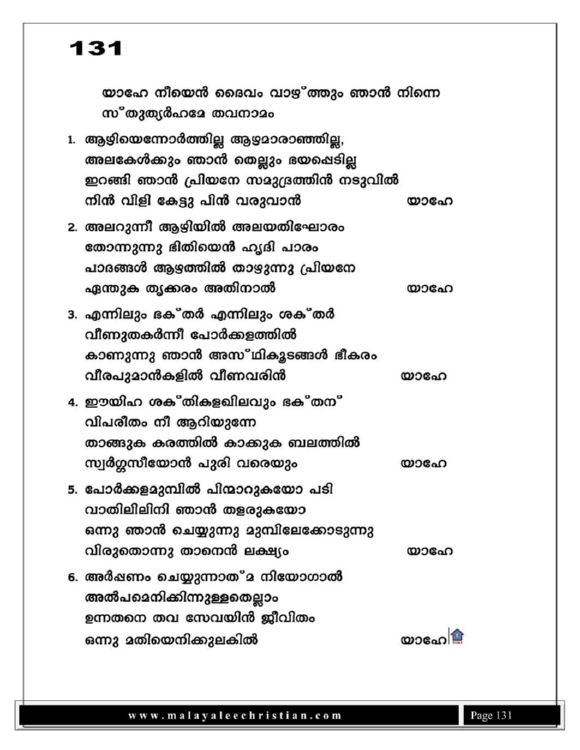 131
യാഹേ നീയെൻ ദൈവം വാഴ്ത്തും ഞാൻ നിന്നെ
സ്തുത്യർഹമേ തവനാമം
1. ആഴിയെന്നോർത്തില്ല ആഴമാരാഞ്ഞില്ല,
അലകേൾക്കും ഞാൻ തെല്ലും ഭയപ്പെടില്ല
ഇറങ്ങി ഞാൻ പ്രിയനേ സമുദ്രത്തിൻ നടുവിൽ
നിൻ വിളി കേട്ടു പിൻ വരുവാൻ യാഹേ
2. അലറുന്നീ ആഴിയിൽ അലയതിഘോരം
തോന്നുന്നു ഭിതിയെൻ ഹൃദി പാരം
പാദങ്ങൾ ആഴത്തിൽ താഴുന്നു പ്രിയനേ
ഏന്തുക തൃക്കരം അതിനാൽ യാഹേ
3. എന്നിലും ഭക്തർ എന്നിലും ശക്തർ
വീണുതകർന്നീ പോർക്കളത്തിൽ
കാണുന്നു ഞാൻ അസ്ഥികൂടങ്ങൾ ഭീകരം
വീരപുമാൻകളിൽ വീണവരിൻ യാഹേ
4. ഈയിഹ ശക്തികളഖിലവും ഭക്തന്
വിപരീതം നീ ആറിയുന്നേ
താങ്ങുക കരത്തിൽ കാക്കുക ബലത്തിൽ
സ്വർഗ്ഗസീയോൻ പുരി വരെയും യാഹേ
5. പോർക്കളമുമ്പിൽ പിന്മാറുകയോ പടി
വാതിലിലിനി ഞാൻ തളരുകയോ
ഒന്നു ഞാൻ ചെയ്യുന്നു മുമ്പിലേക്കോടുന്നു
വിരുതൊന്നു താനെൻ ലക്ഷ്യം യാഹേ
6. അർപ്പണം ചെയ്യുന്നാത്മ നിയോഗാൽ
അൽപമെനിക്കിന്നുള്ളതെല്ലാം
ഉന്നതനെ തവ സേവയിൻ ജീവിതം
ഒന്നു മതിയെനിക്കുലകിൽ യാഹേ
www.malayaleechristian.com Page 131